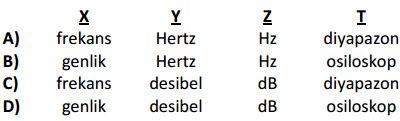 X Y Z T
A) frekans Hertz Hz diyapazon
B) genlik Hertz Hz osiloskop
C) frekans desibel dB diyapazon
D) genlik desibel dB osiloskop